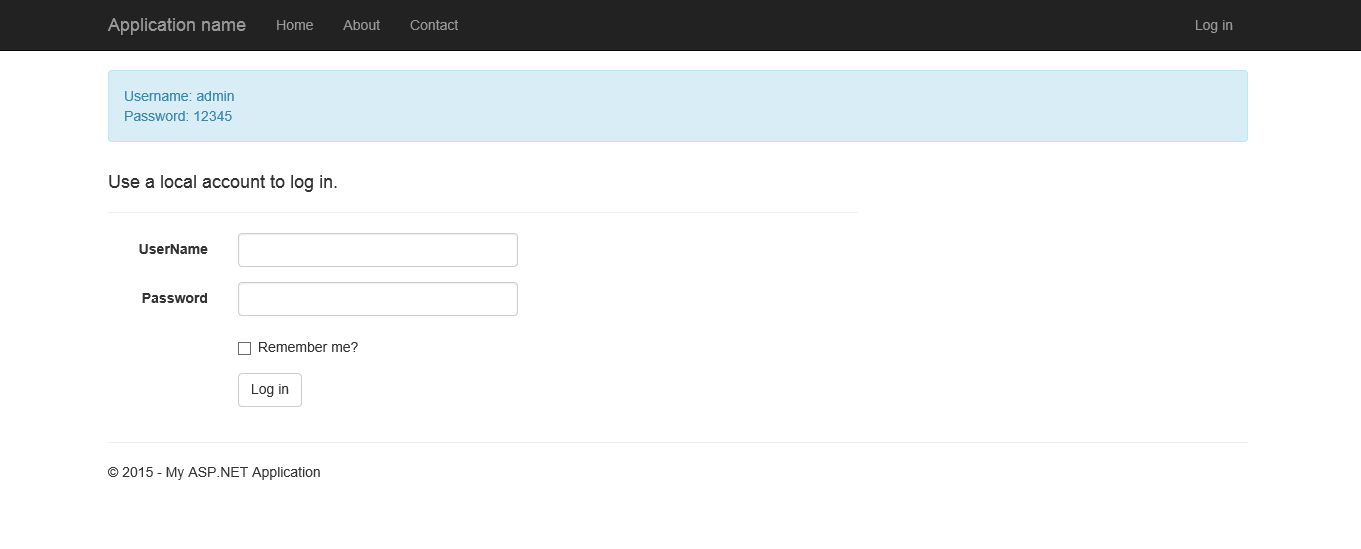 Application name Home About Contact Log in
Username: admin
Password: 12345
Use a local account to log in.
UserName
Password
Remember me?
Log in
© 2015 - My ASP.NET Application